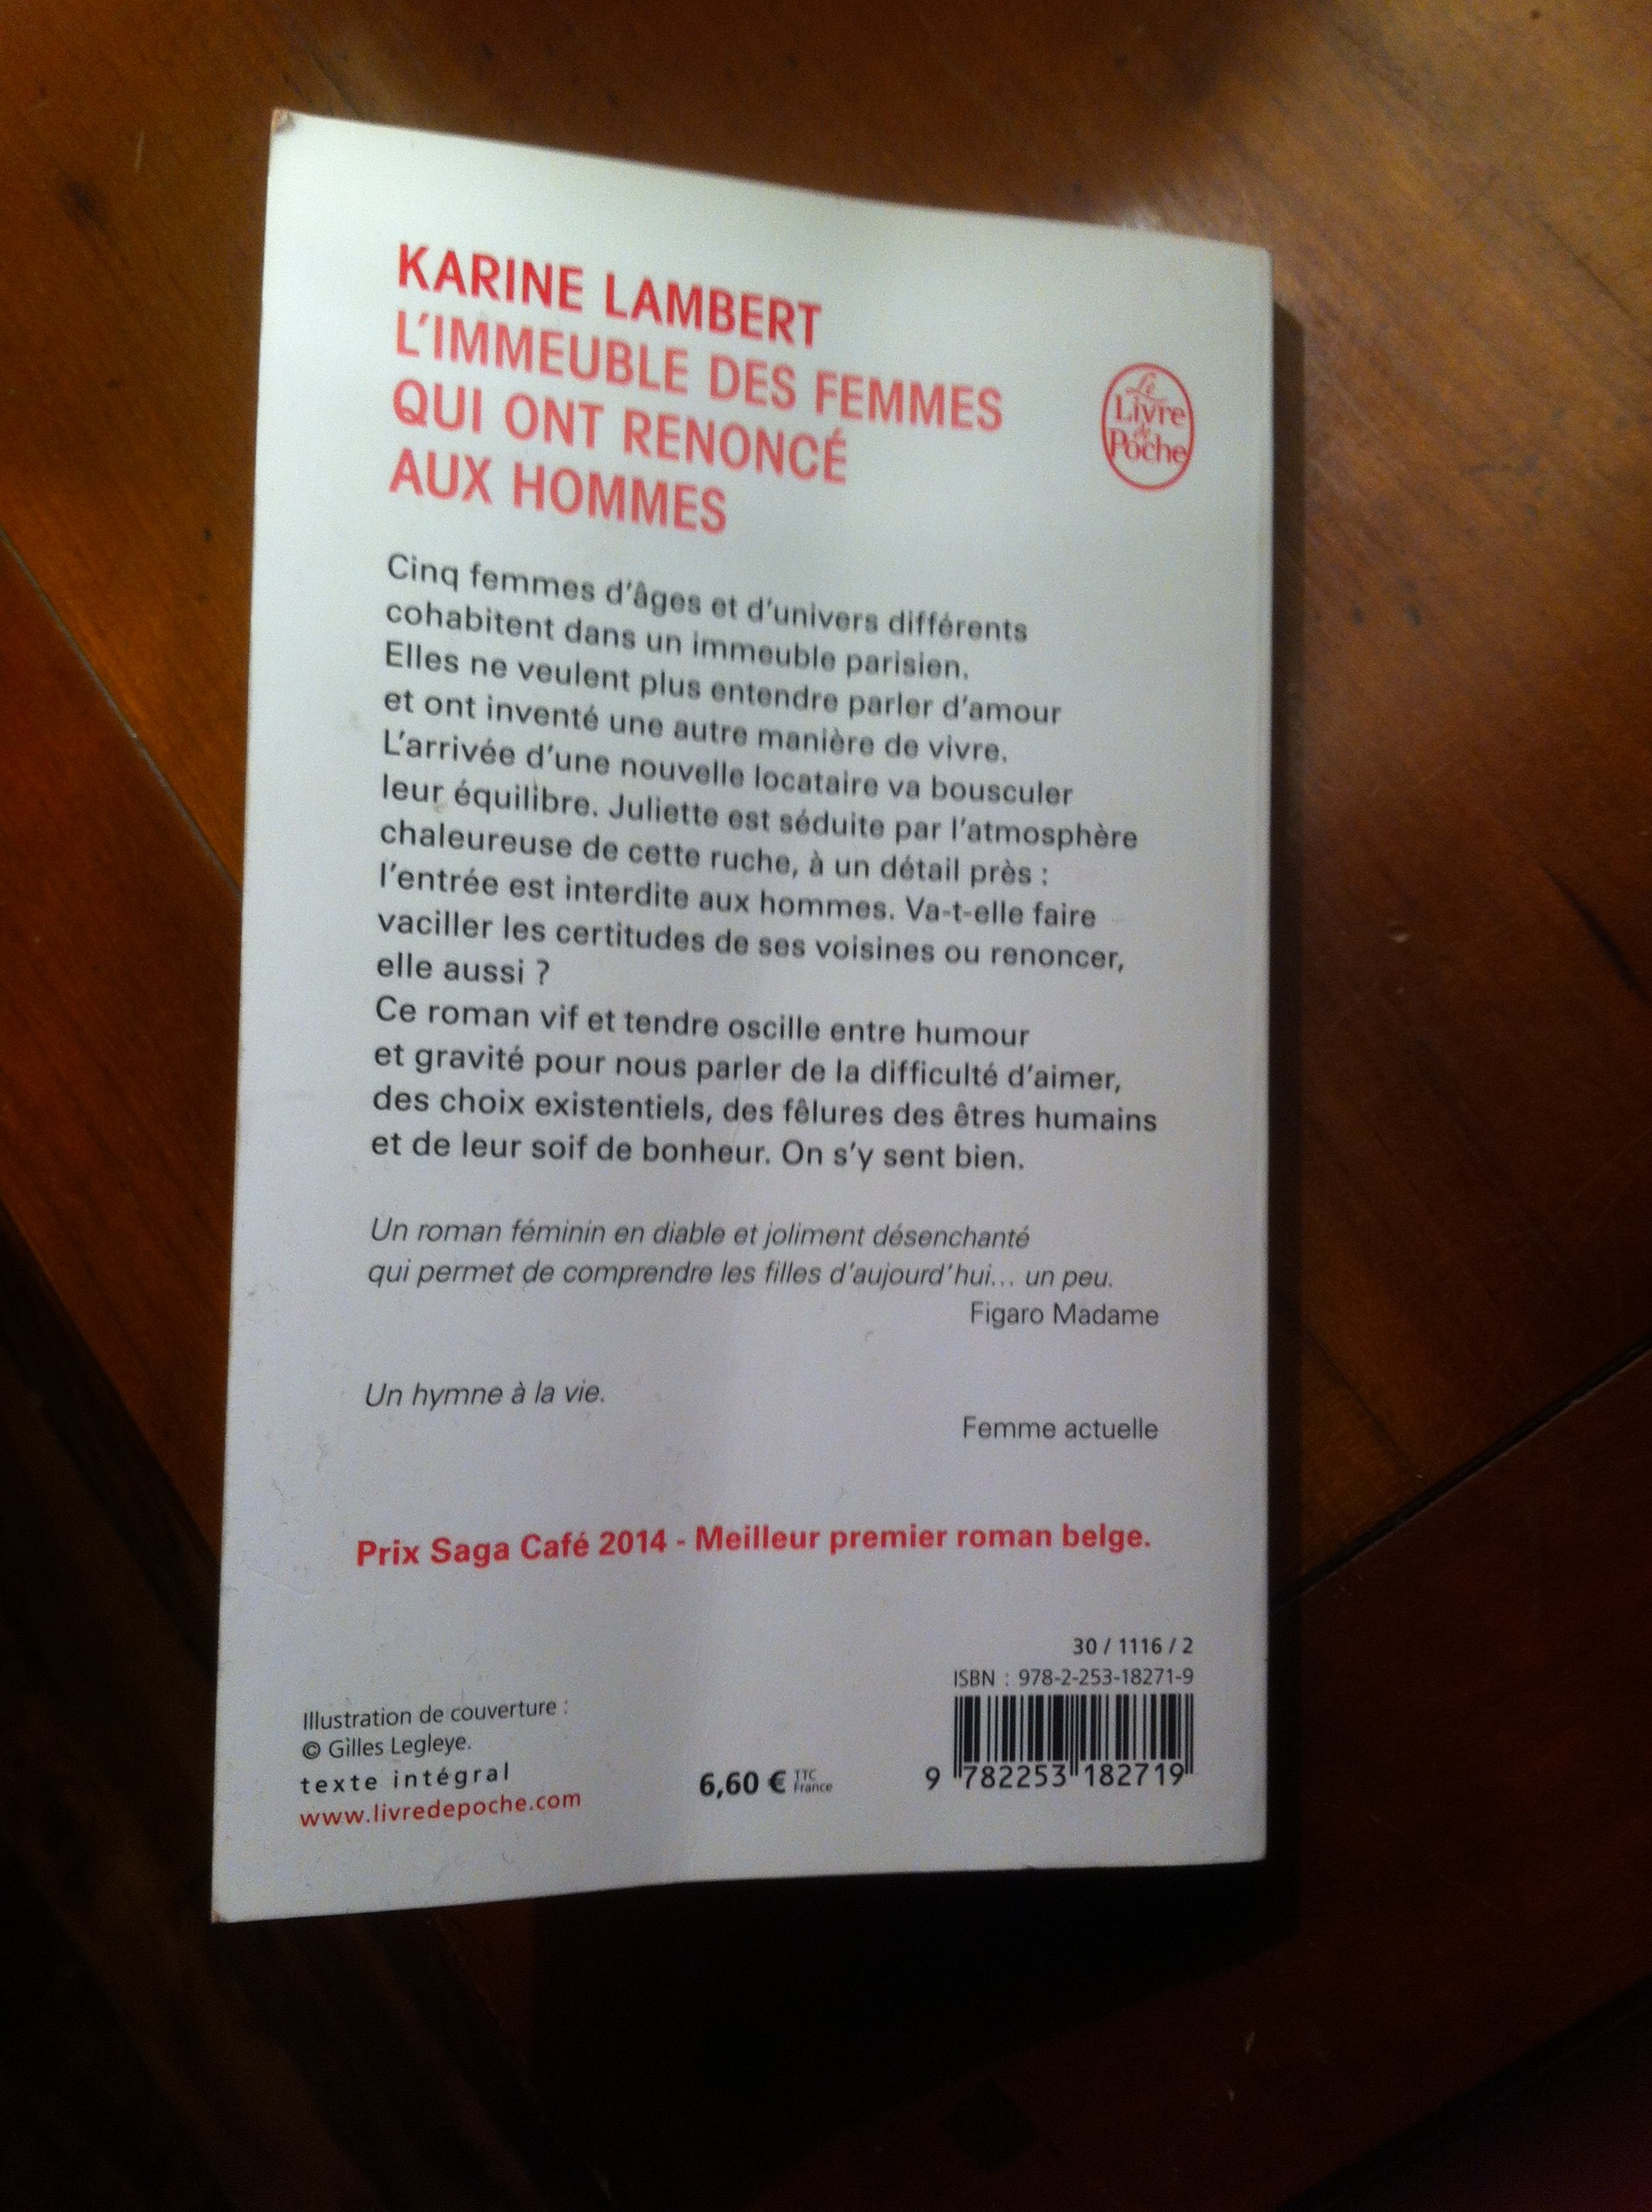 KARINE LAMBERT
L'IMMEUBLE DES FEMMES
QUI ONT RENONCÉ
AUX HOMMES
Le
Livre
de
Poche
Cinq femmes d'âges et d'univers différents
cohabitent dans un immeuble parisien.
Elles ne veulent plus entendre parler d'amour
et ont inventé une autre manière de vivre.
L'arrivée d'une nouvelle locataire va bousculer
leur équilibre. Juliette est séduite par l'atmosphère
chaleureuse de cette ruche, à un détail près :
l'entrée est interdite aux hommes. Va-t-elle faire
vaciller les certitudes de ses voisines ou renoncer,
elle aussi ?
Ce roman vif et tendre oscille entre humour
et gravité pour nous parler de la difficulté d'aimer,
des choix existentiels, des fêlures des êtres humains
et de leur soif de bonheur. On s'y sent bien.
Un roman féminin en diable et joliment désenchanté
qui permet de comprendre les filles d'aujourd'hui... un peu.
Figaro Madame
Un hymne à la vie.
Femme actuelle
Prix Saga Café 2014 - Meilleur premier roman belge.
30 / 1116 / 2
ISBN : 978-2-253-18271-9
9 782253 182719
Illustration de couverture :
© Gilles Legleye.
texte intégral
www.livredepoche.com
6,60 € TTC
France